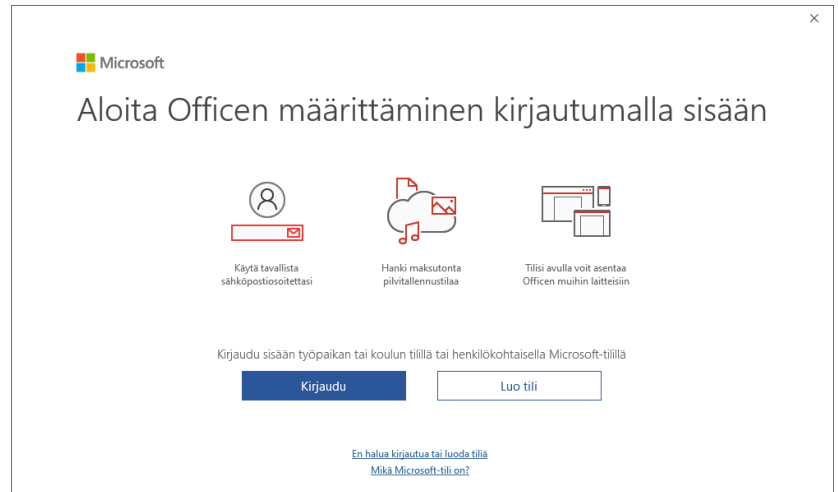 Microsoft
Aloita Officen määrittäminen kirjautumalla sisään
Käytä tavallista
sähköpostiosoitettasi
Hanki maksutonta
pilvitallennustilaa
Tilisi avulla voit asentaa
Officen muihin laitteisiin
Kirjaudu sisään työpaikan tai koulun tilillä tai henkilökohtaisella Microsoft-tilillä
Kirjaudu
Luo tili
En halua kirjautua tai luoda tiliä
Mikä Microsoft-tili on?